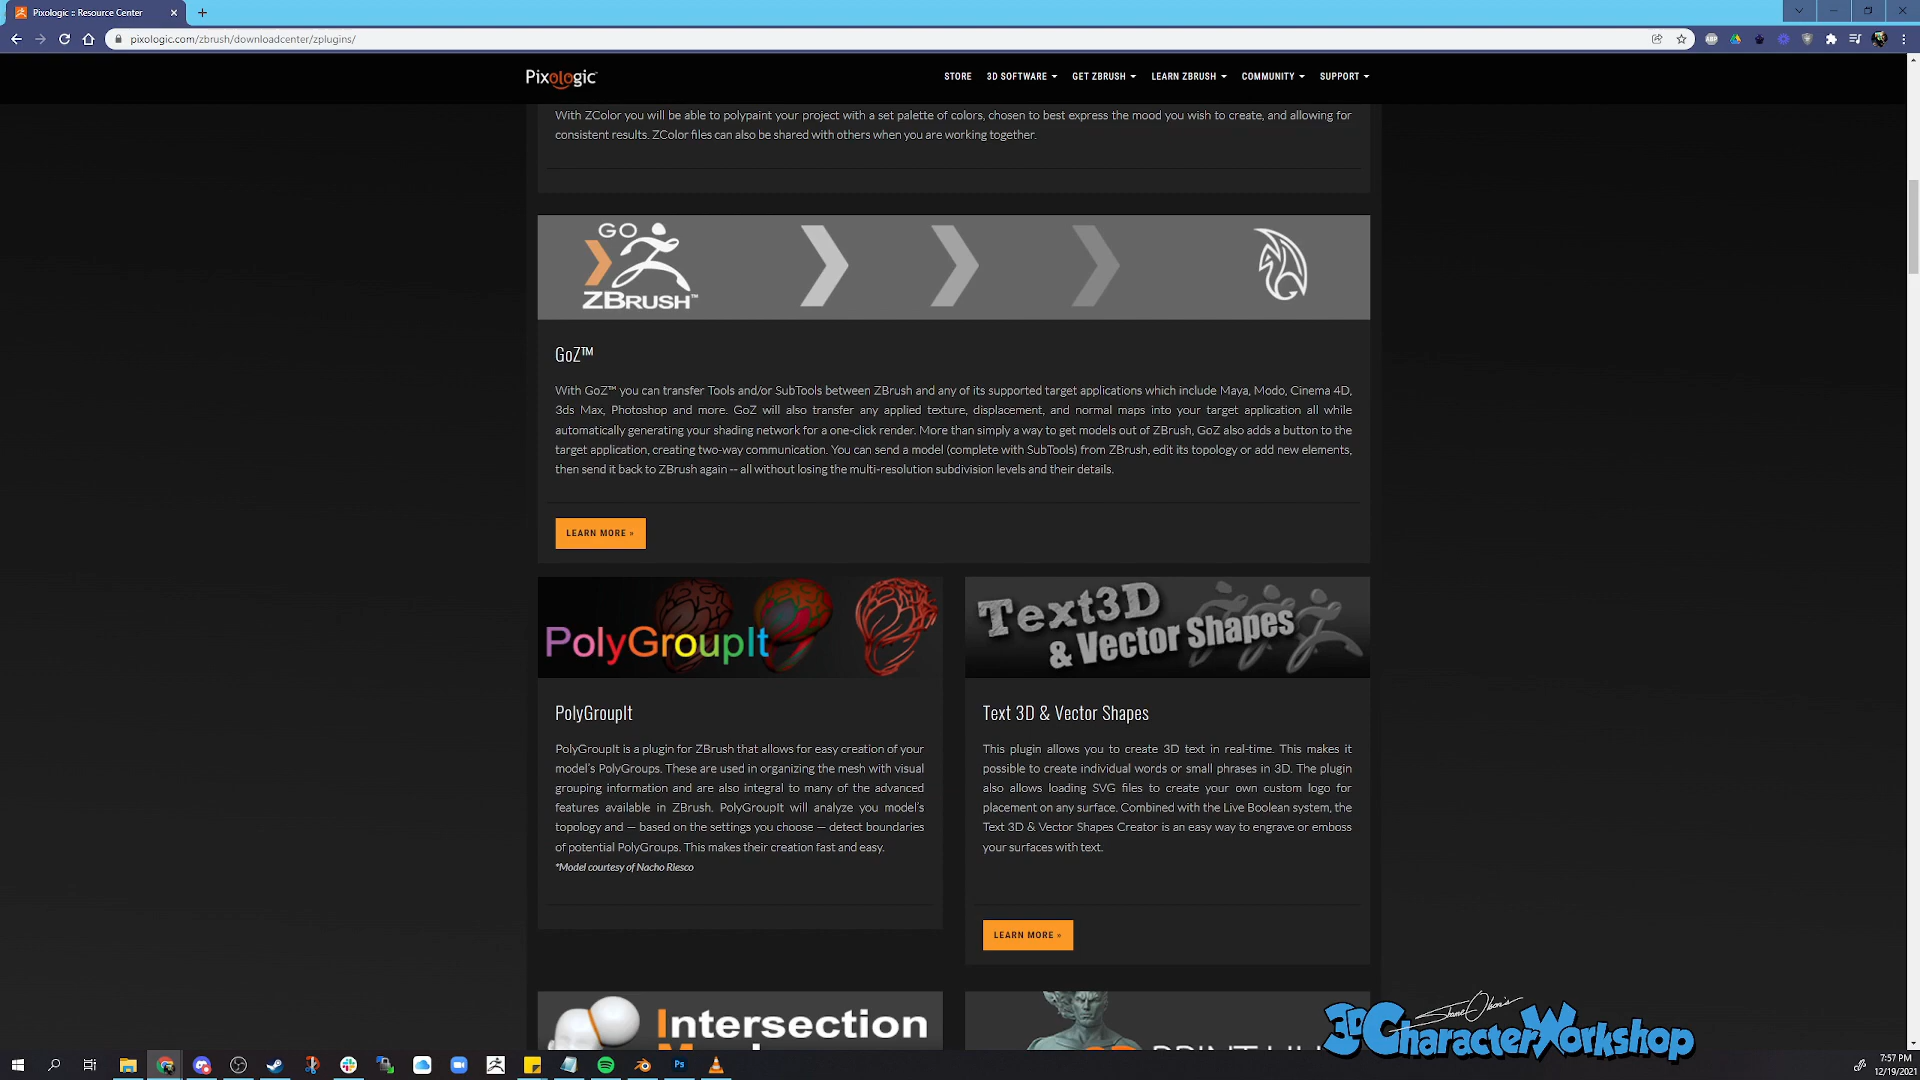 Pixologic :: Resource Center
pixologic.com/zbrush/downloadcenter/zplugins/
Pixologic
STORE 3D SOFTWARE GET ZBRUSH LEARN ZBRUSH COMMUNITY SUPPORT
With ZColor you will be able to polypaint your project with a set palette of colors, chosen to best express the mood you wish to create, and allowing for
consistent results. ZColor files can also be shared with others when you are working together.
GO
ZBRUSH™
GoZ™
With GoZ™ you can transfer Tools and/or SubTools between ZBrush and any of its supported target applications which include Maya, Modo, Cinema 4D,
3ds Max, Photoshop and more. GoZ will also transfer any applied texture, displacement, and normal maps into your target application all while
automatically generating your shading network for a one-click render. More than simply a way to get models out of ZBrush, GoZ also adds a button to the
target application, creating two-way communication. You can send a model (complete with SubTools) from ZBrush, edit its topology or add new elements,
then send it back to ZBrush again -- all without losing the multi-resolution subdivision levels and their details.
LEARN MORE »
PolyGroupIt
PolyGroupIt
PolyGroupIt is a plugin for ZBrush that allows for easy creation of your
model's PolyGroups. These are used in organizing the mesh with visual
grouping information and are also integral to many of the advanced
features available in ZBrush. PolyGroupIt will analyze you model's
topology and — based on the settings you choose — detect boundaries
of potential PolyGroups. This makes their creation fast and easy.
*Model courtesy of Nacho Riesco
Text3D
& Vector Shapes
Text 3D & Vector Shapes
This plugin allows you to create 3D text in real-time. This makes it
possible to create individual words or small phrases in 3D. The plugin
also allows loading SVG files to create your own custom logo for
placement on any surface. Combined with the Live Boolean system, the
Text 3D & Vector Shapes Creator is an easy way to engrave or emboss
your surfaces with text.
LEARN MORE »
Intersection
Shane Olson's
3DCharacterWorkshop
Ps
7:57 PM
12/19/2021